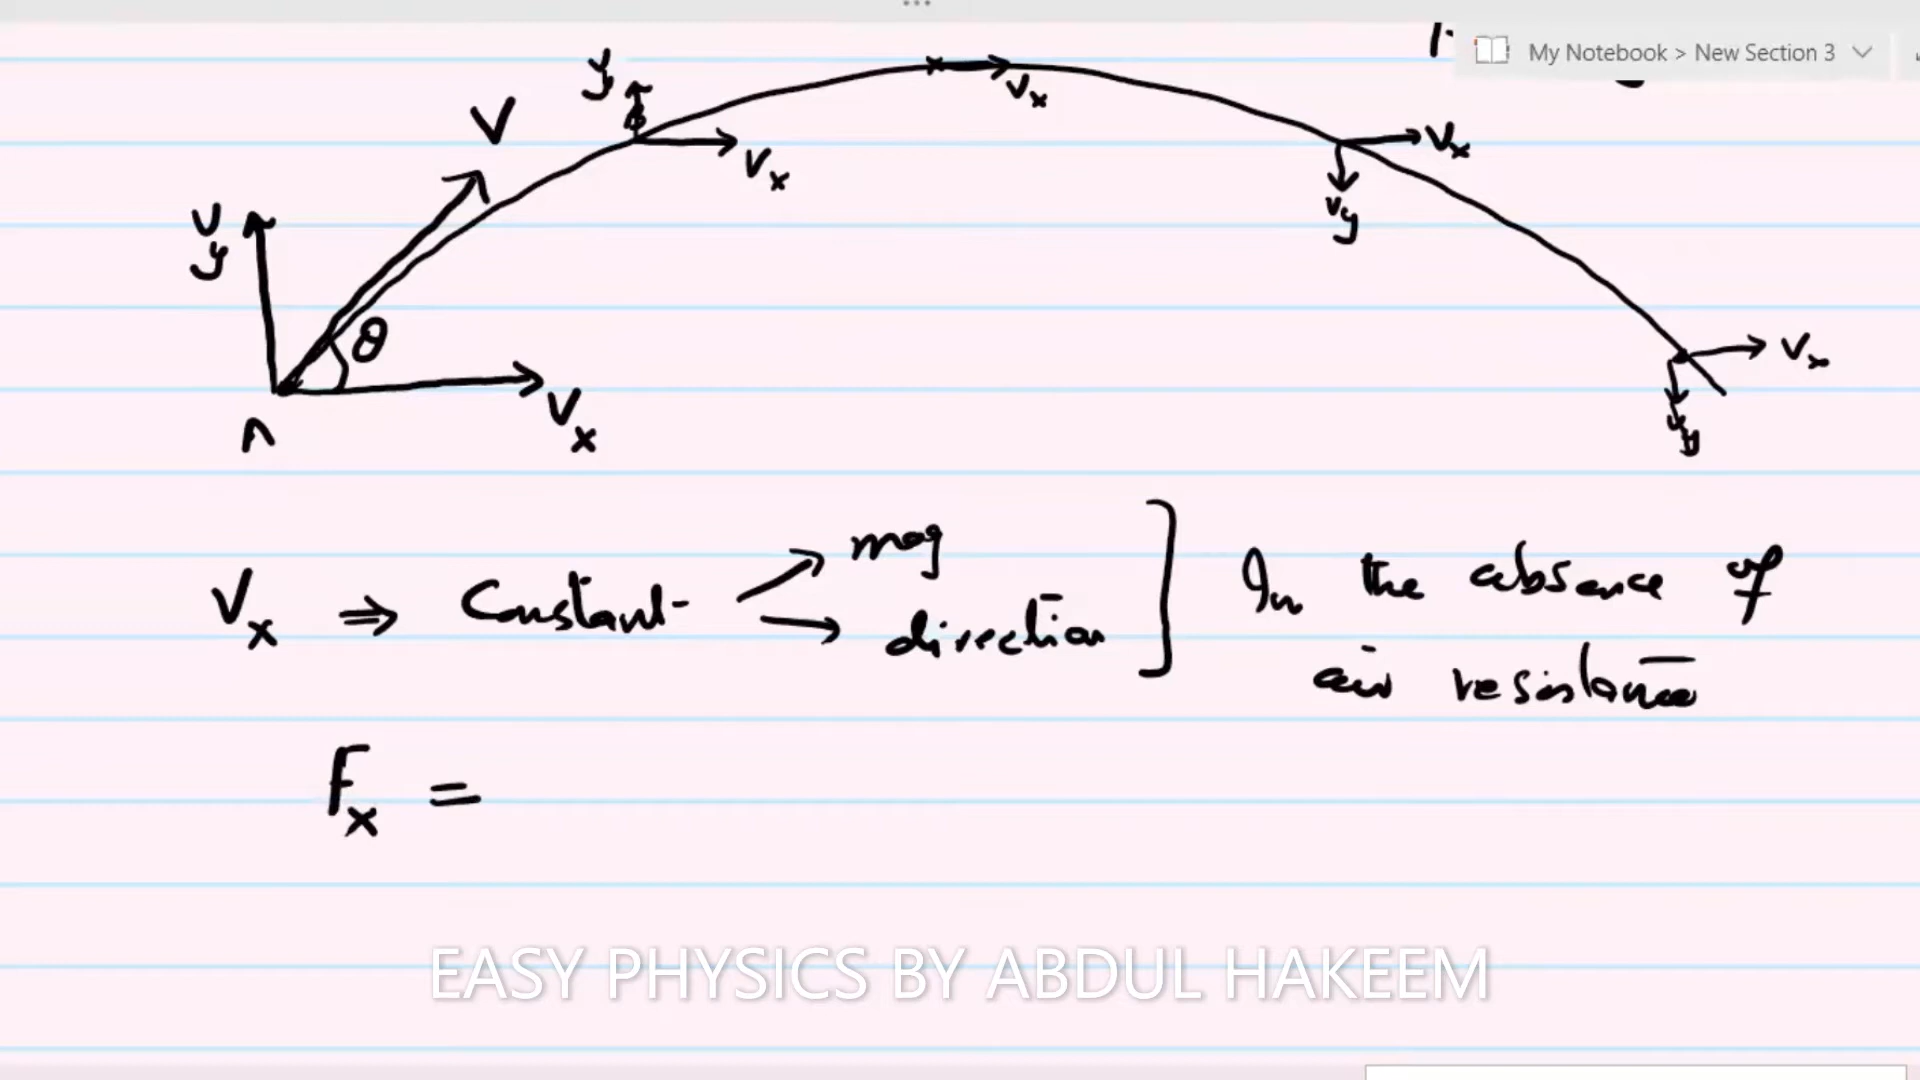 My Notebook > New Section 3
y
V
Vx
Vx
Vx
Vy
Vy
θ
Vx
Vx
Vy
A
Vx ⇒ Constant → mag
→ direction
In the absence of
air resistance
Fx =
EASY PHYSICS BY ABDUL HAKEEM